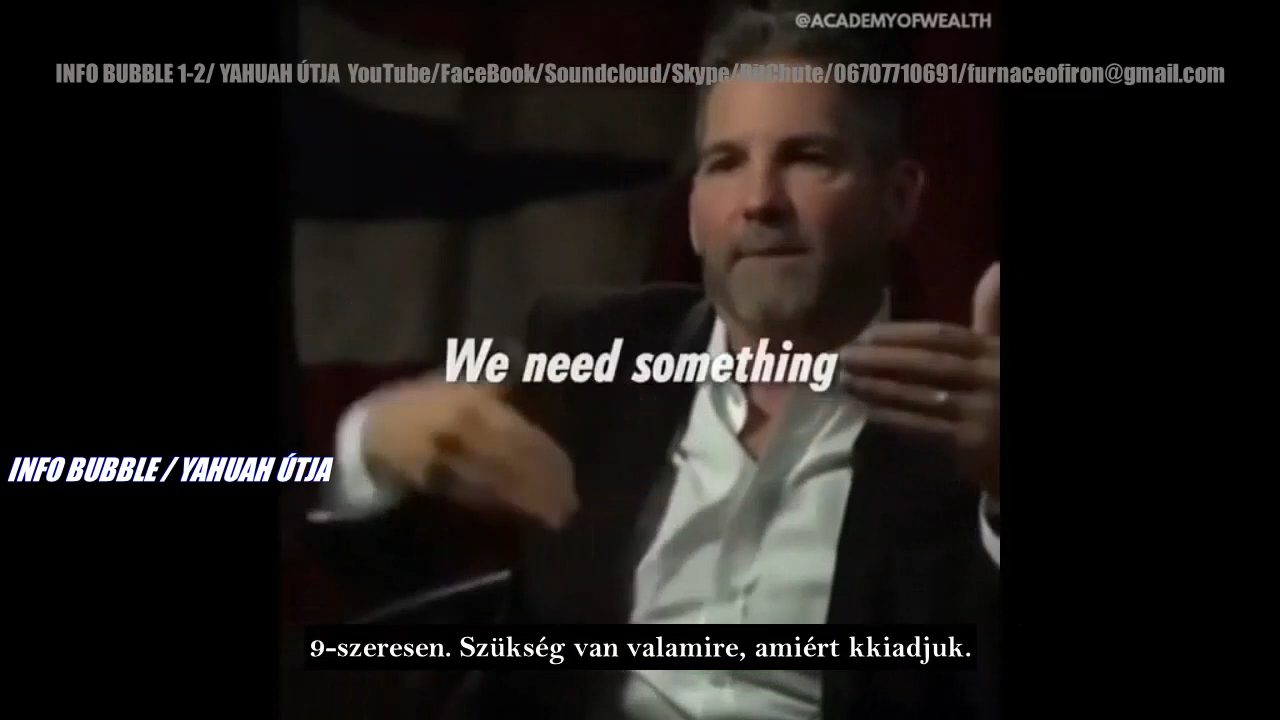 @ACADEMYOFWEALTH
INFO BUBBLE 1-2/ YAHUAH ÚTJA YouTube/FaceBook/Soundcloud/Skype/BitChute/06707710691/furnaceofiron@gmail.com
We need something
INFO BUBBLE / YAHUAH ÚTJA
9-szeresen. Szükség van valamire, amiért kkiadjuk.